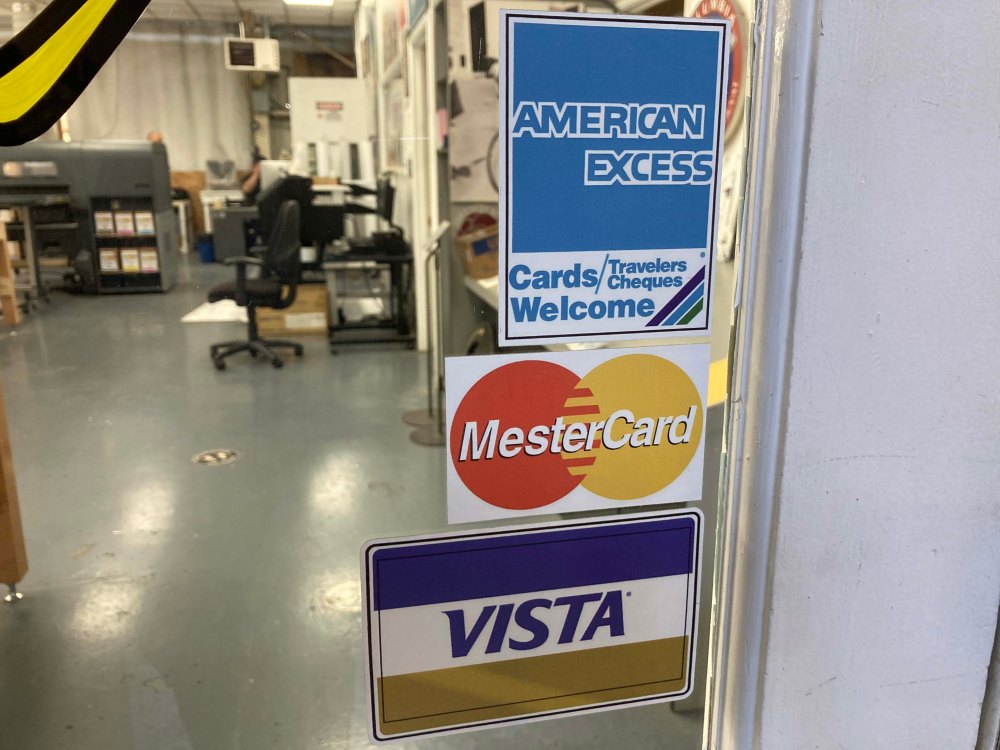 AMERICAN
EXCESS
Cards/Travelers Cheques
Welcome
MesterCard
VISTA